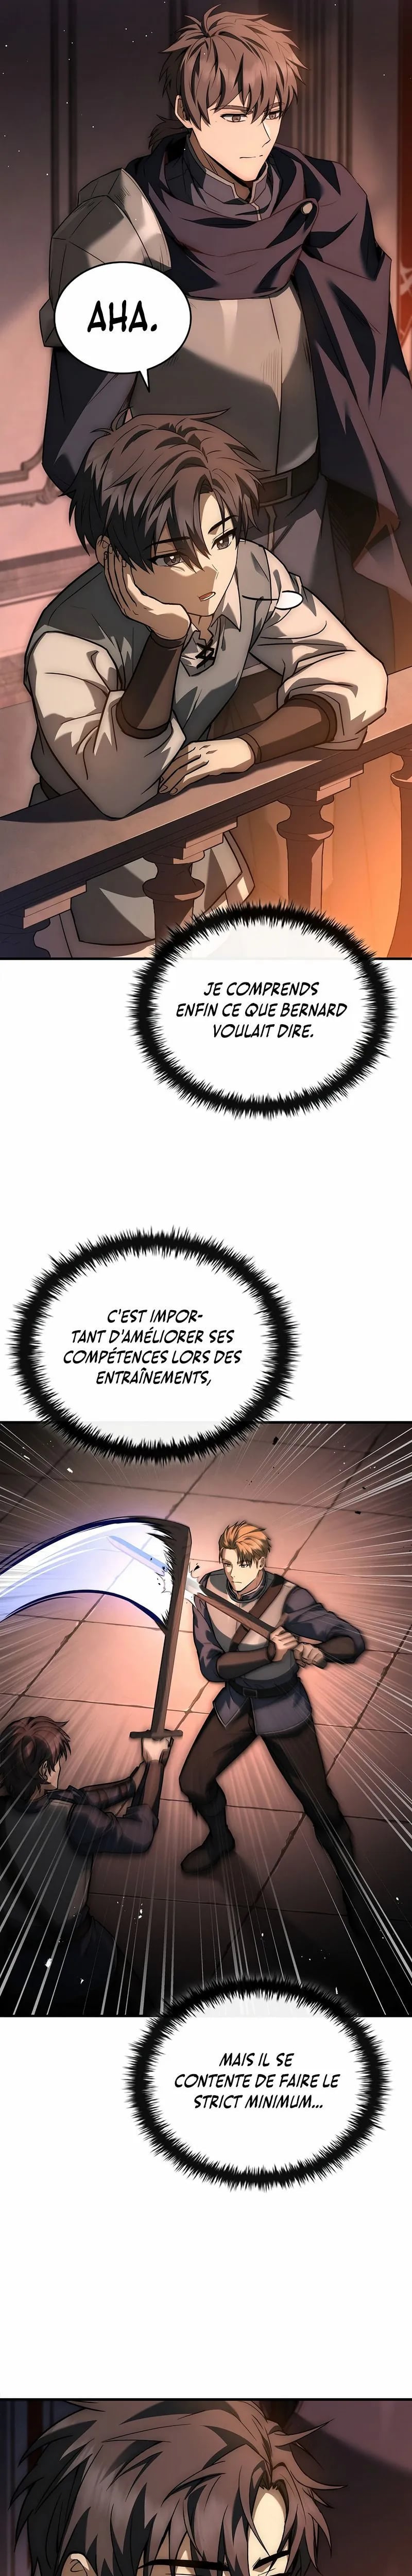 AHA.
JE COMPRENDS
ENFIN CE QUE BERNARD
VOULAIT DIRE.
C'EST IMPOR-
TANT D'AMÉLIORER SES
COMPÉTENCES LORS DES
ENTRAÎNEMENTS,
MAIS IL SE
CONTENTE DE FAIRE LE
STRICT MINIMUM...